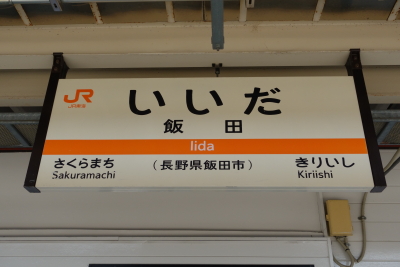 JR
JR東海
いいだ
飯田
Iida
さくらまち
Sakuramachi
(長野県飯田市)
きりいし
Kiriishi